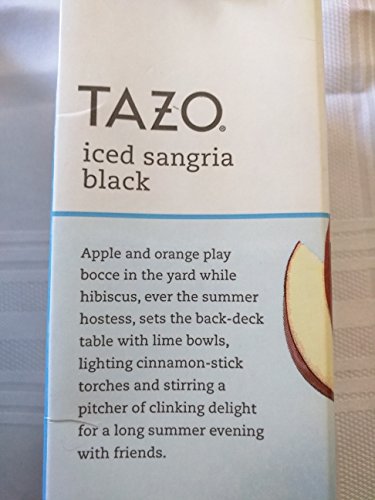 TAZO®
iced sangria
black
Apple and orange play
bocce in the yard while
hibiscus, ever the summer
hostess, sets the back-deck
table with lime bowls,
lighting cinnamon-stick
torches and stirring a
pitcher of clinking delight
for a long summer evening
with friends.